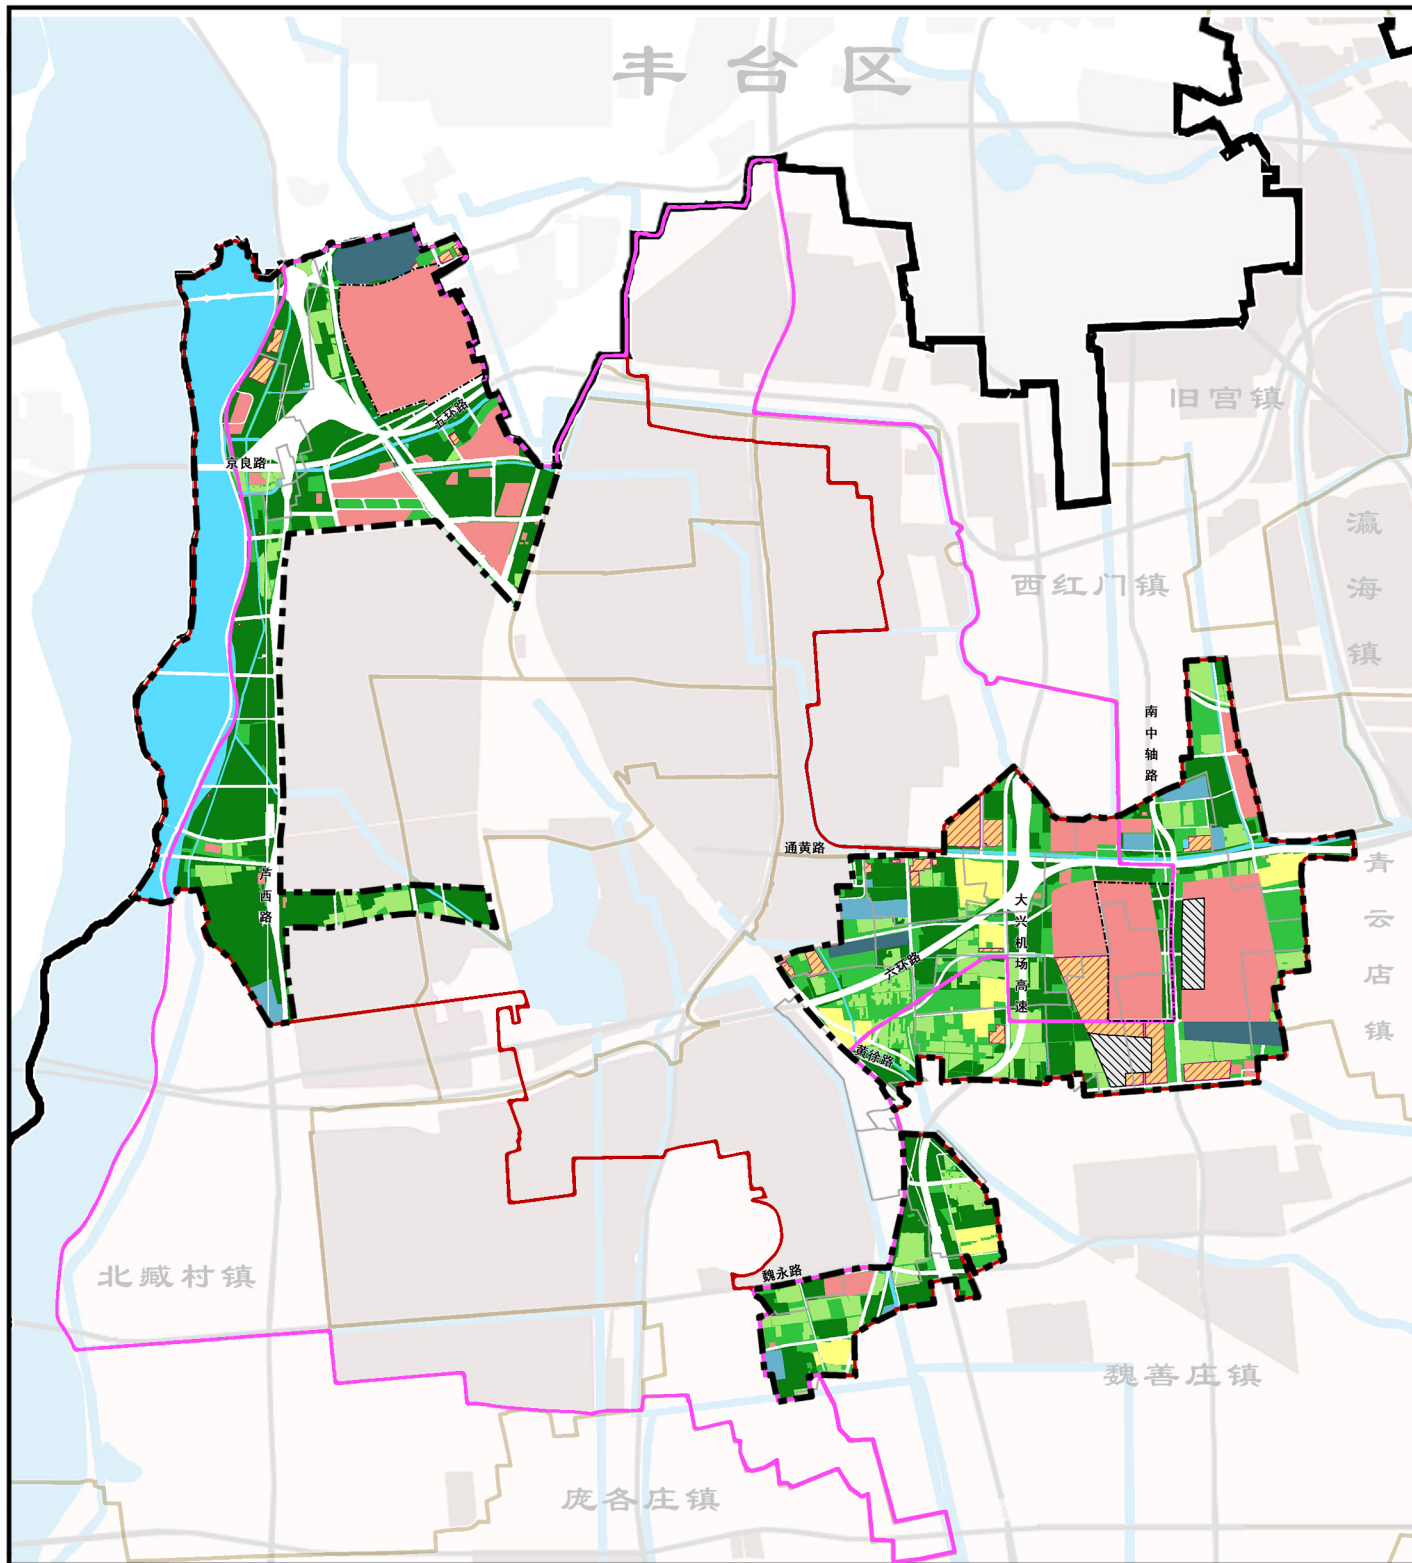 丰台区
旧宫镇
五环路
京良路
瀛海镇
西红门镇
南中轴路
通黄路
青云店镇
芦西路
大兴机场高速
六环路
黄徐路
北臧村镇
魏永路
魏善庄镇
庞各庄镇